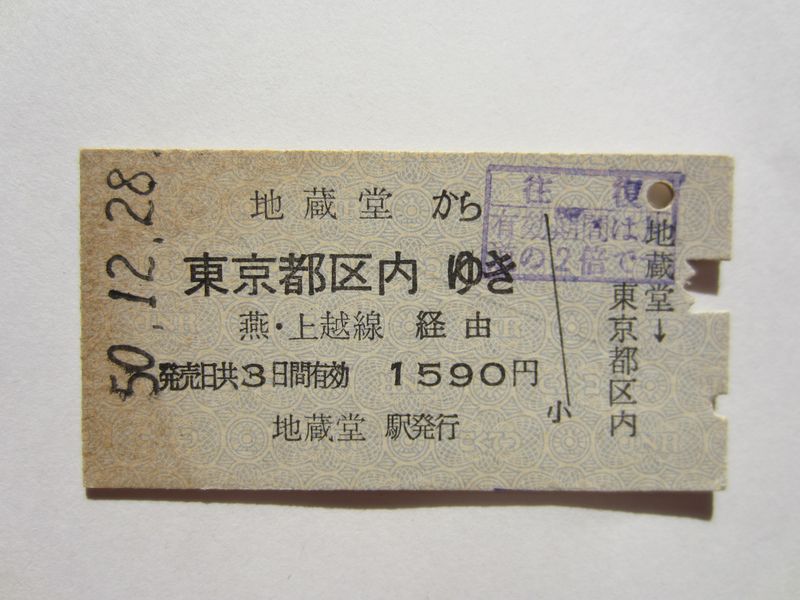 50.12.28
地蔵堂 から
東京都区内 ゆき
燕・上越線 経由
発売日共3日間有効 1590円
地蔵堂 駅発行
小
地蔵堂→
東京都区内
往復
有効期間は
の2倍で